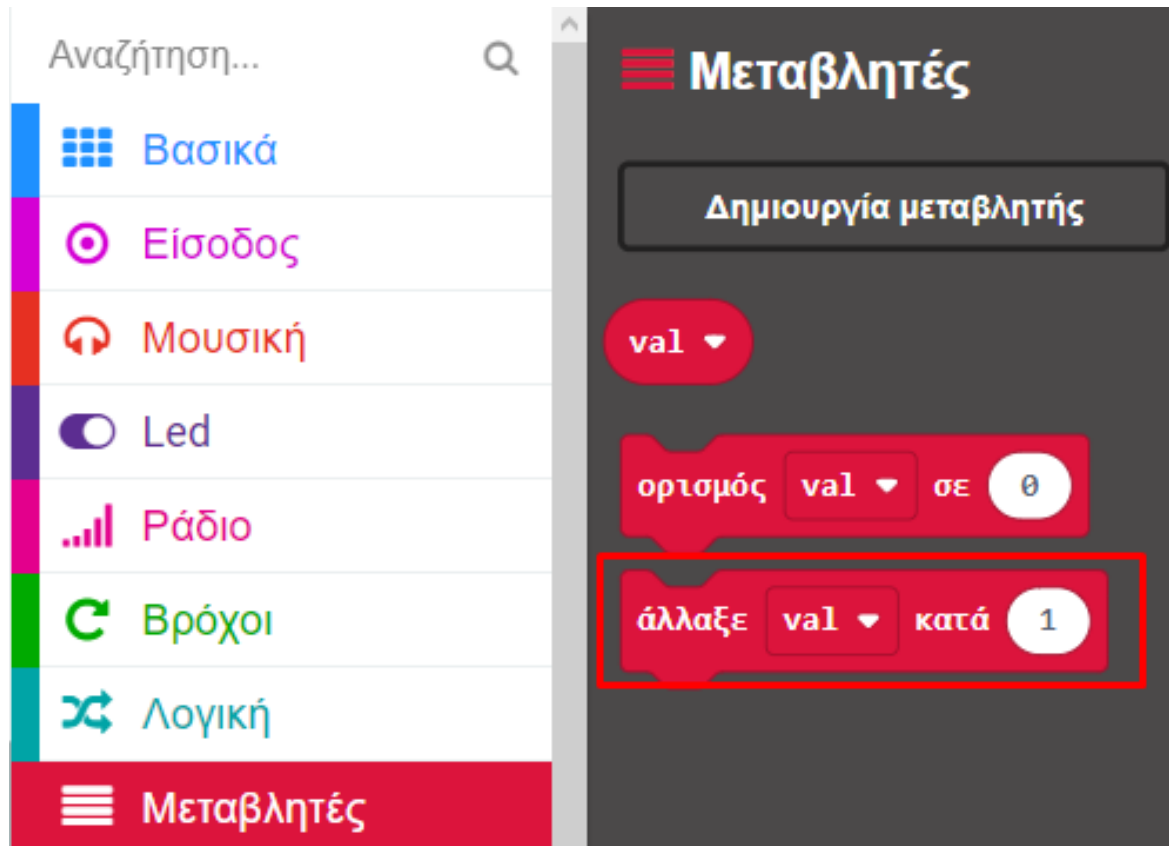 Αναζήτηση...
Βασικά
Είσοδος
Μουσική
Led
Ράδιο
Βρόχοι
Λογική
Μεταβλητές
Μεταβλητές
Δημιουργία μεταβλητής
val
ορισμός val σε 0
άλλαξε val κατά 1